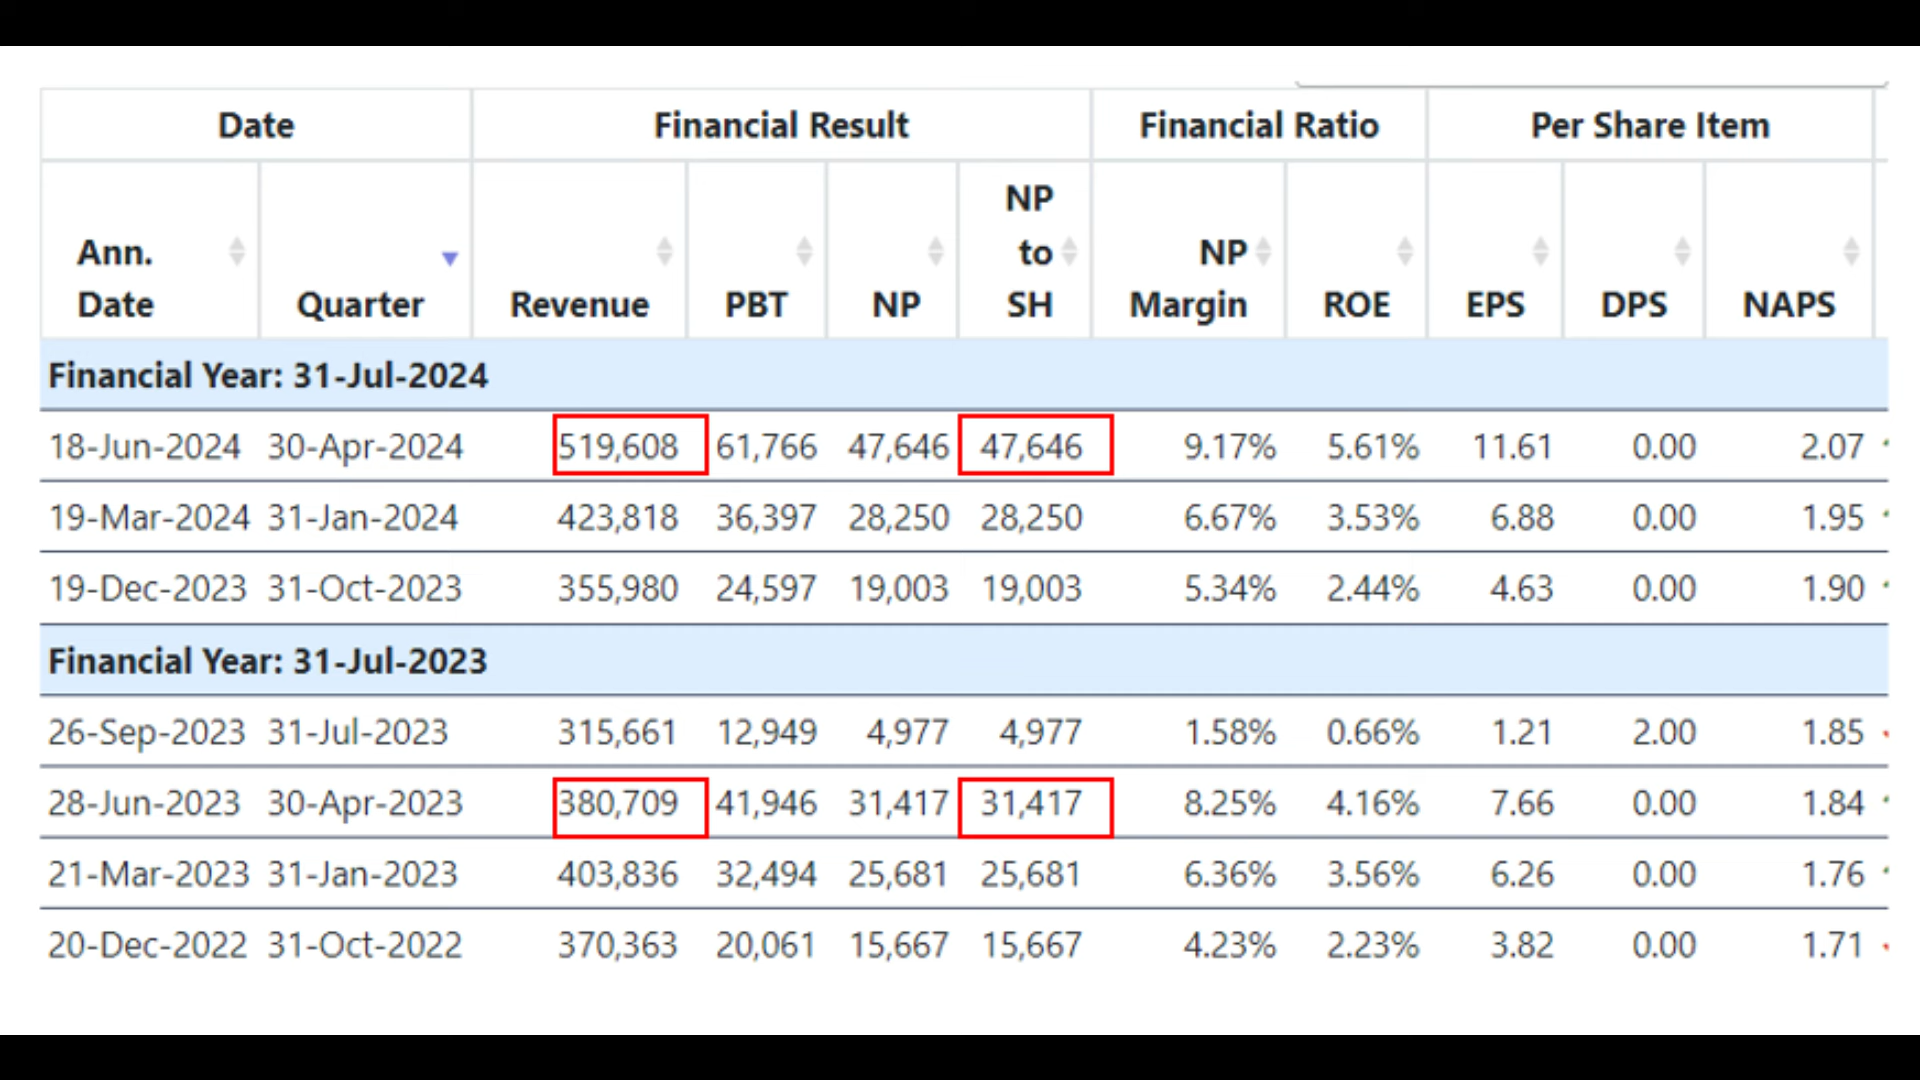 Date Financial Result Financial Ratio Per Share Item
Ann. Date Quarter Revenue PBT NP NP to SH NP Margin ROE EPS DPS NAPS
Financial Year: 31-Jul-2024
18-Jun-2024 30-Apr-2024 519,608 61,766 47,646 47,646 9.17% 5.61% 11.61 0.00 2.07
19-Mar-2024 31-Jan-2024 423,818 36,397 28,250 28,250 6.67% 3.53% 6.88 0.00 1.95
19-Dec-2023 31-Oct-2023 355,980 24,597 19,003 19,003 5.34% 2.44% 4.63 0.00 1.90
Financial Year: 31-Jul-2023
26-Sep-2023 31-Jul-2023 315,661 12,949 4,977 4,977 1.58% 0.66% 1.21 2.00 1.85
28-Jun-2023 30-Apr-2023 380,709 41,946 31,417 31,417 8.25% 4.16% 7.66 0.00 1.84
21-Mar-2023 31-Jan-2023 403,836 32,494 25,681 25,681 6.36% 3.56% 6.26 0.00 1.76
20-Dec-2022 31-Oct-2022 370,363 20,061 15,667 15,667 4.23% 2.23% 3.82 0.00 1.71